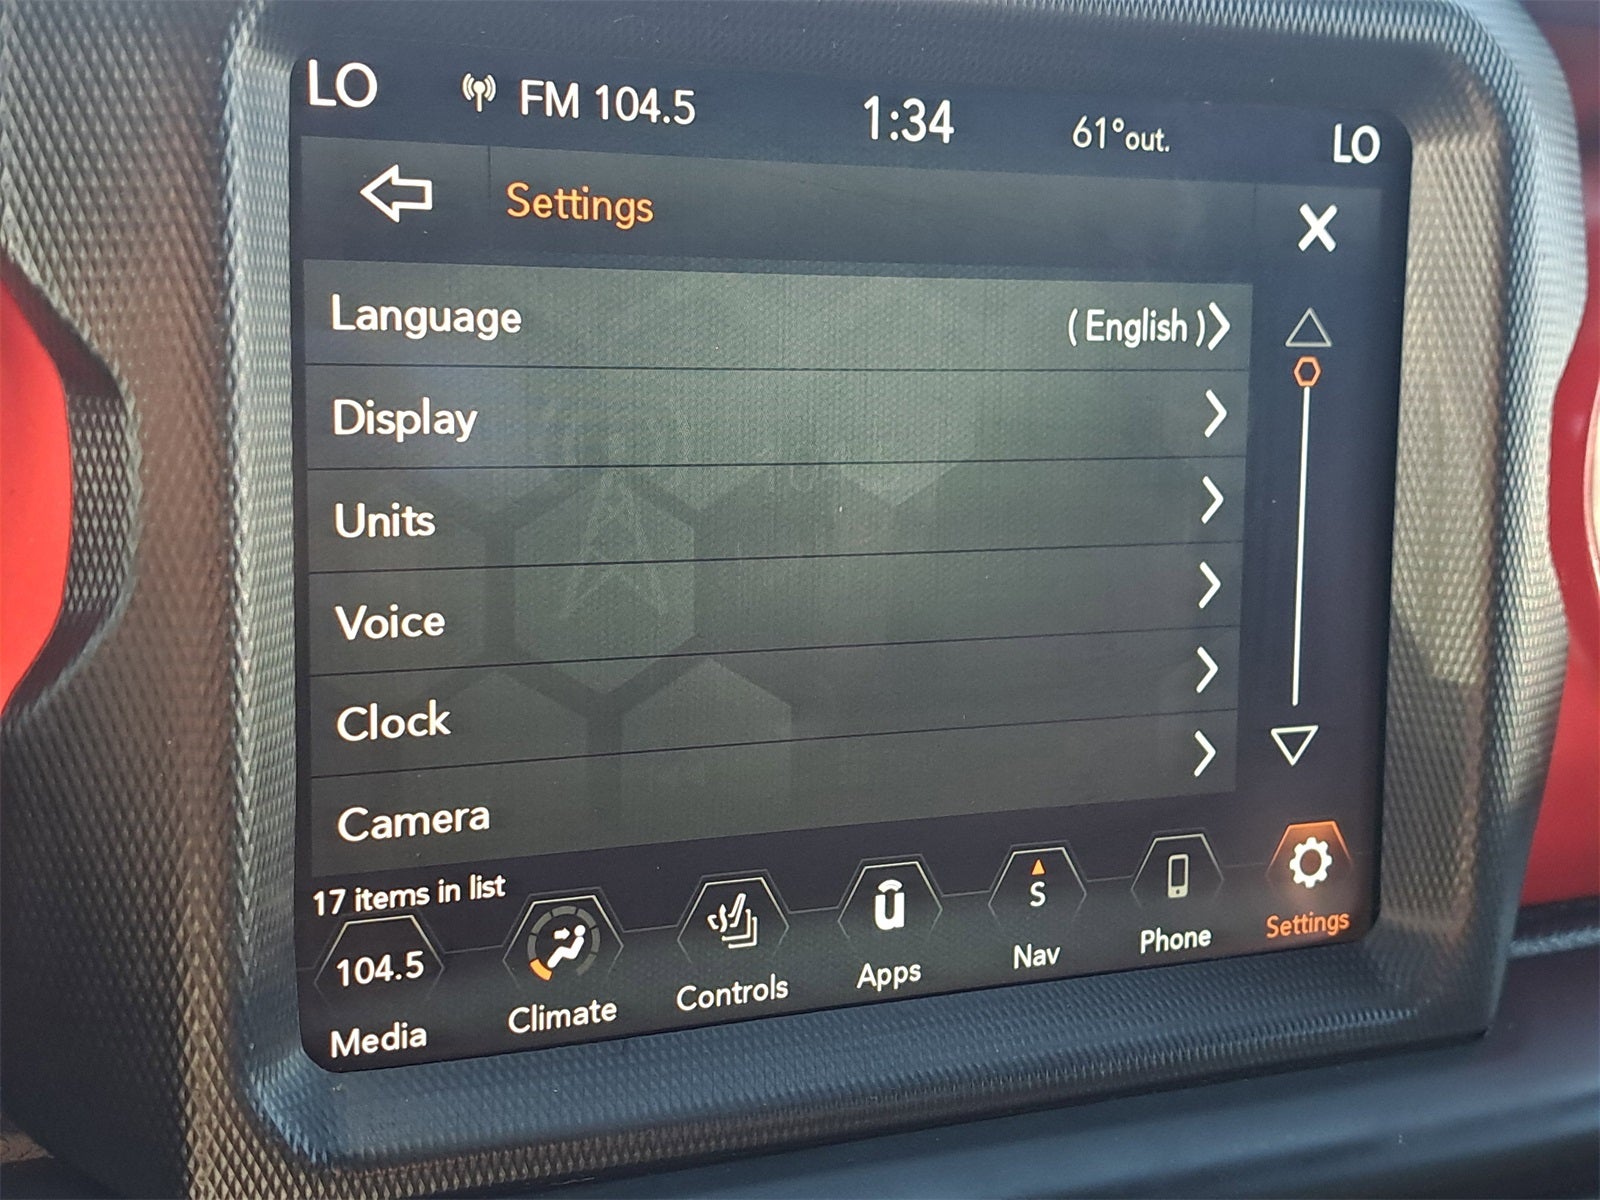 LO FM 104.5 1:34 61°out. LO
Settings X
Language ( English )
Display
Units
Voice
Clock
Camera
17 items in list
104.5 S
Media Climate Controls Apps Nav Phone Settings